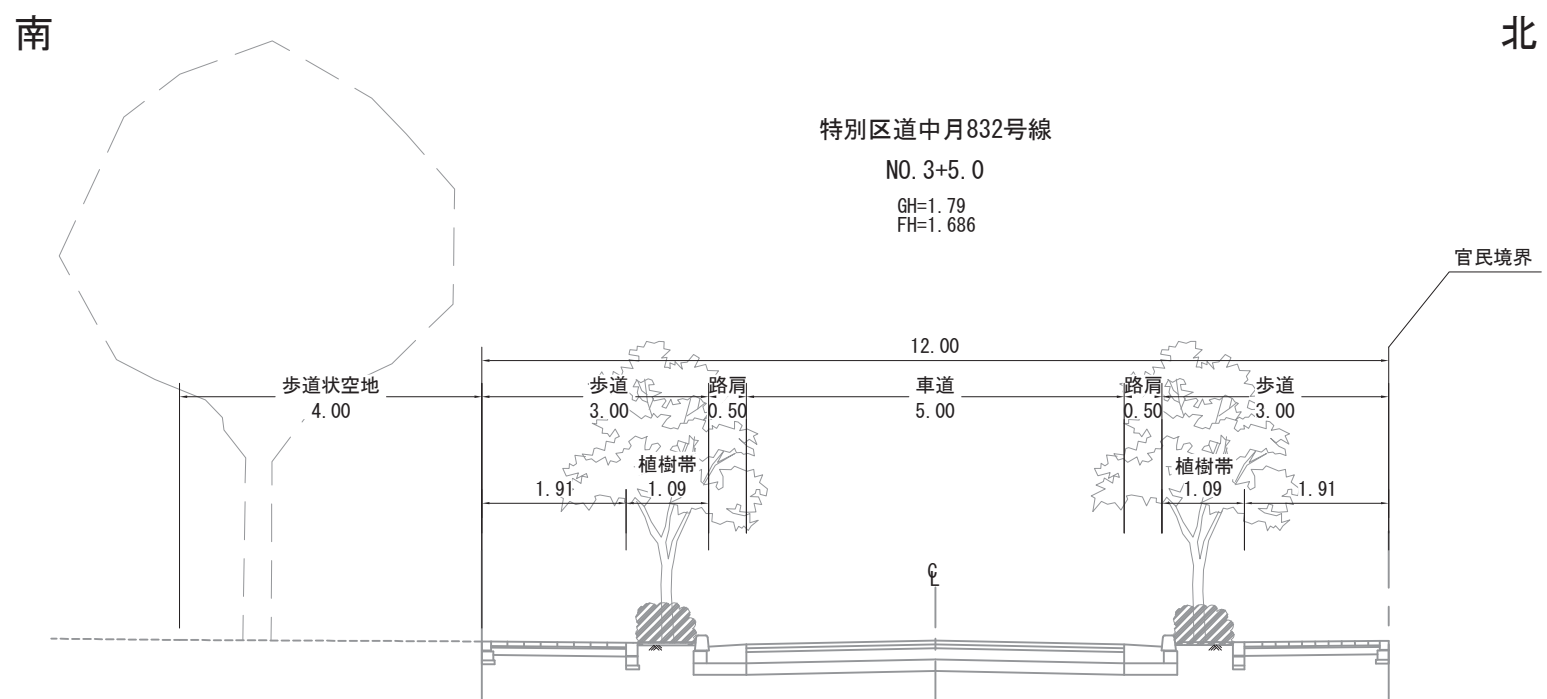 南
北
特別区道中月832号線
NO.3+5.0
GH=1.79
FH=1.686
官民境界
12.00
歩道状空地
歩道
路肩
車道
路肩
歩道
4.00
3.00
0.50
5.00
0.50
3.00
植樹帯
植樹帯
1.91
1.09
1.09
1.91
℄